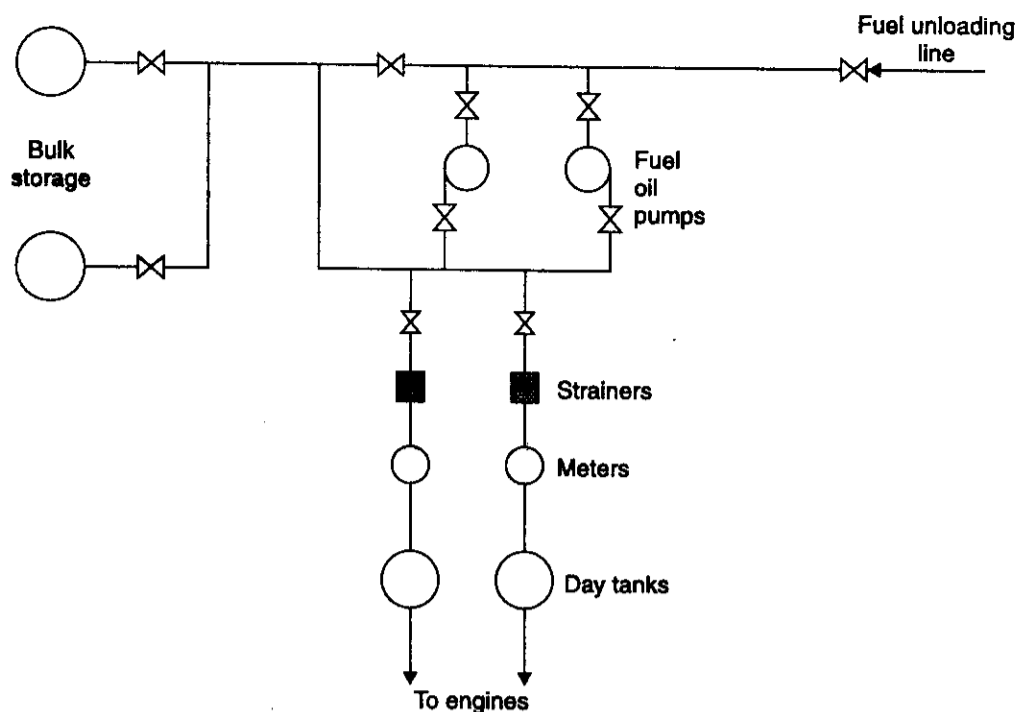 Fuel unloading
line
Bulk
storage
Fuel
oil
pumps
Strainers
Meters
Day tanks
To engines